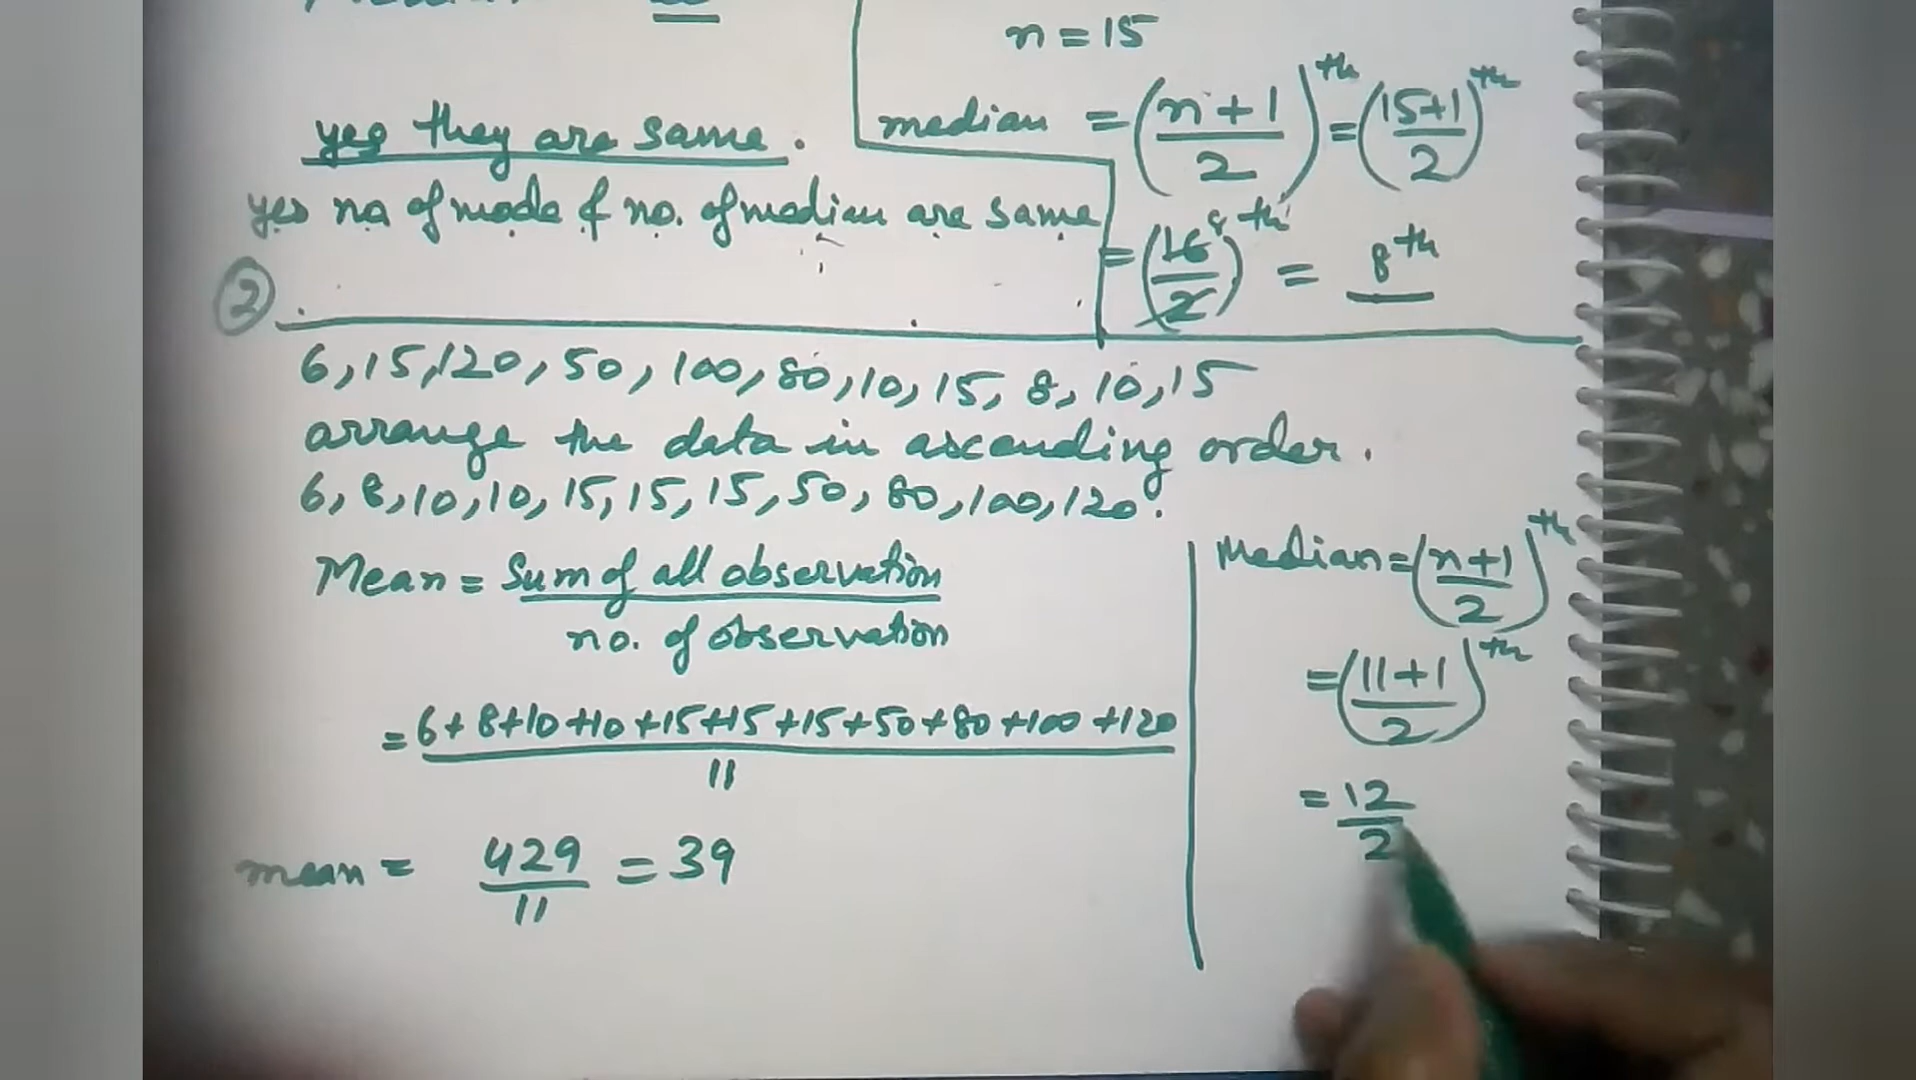 n = 15
median = (n + 1 / 2)th = (15+1 / 2)th
= (16 / 2)th 8 = 8th
yes they are same.
yes no of mode & no. of median are same
2.
6, 15, 120, 50, 100, 80, 10, 15, 8, 10, 15
arrange the data in ascending order.
6, 8, 10, 10, 15, 15, 15, 50, 80, 100, 120.
Mean = Sum of all observation / no. of observation
= 6 + 8 + 10 + 10 + 15 + 15 + 15 + 50 + 80 + 100 + 120 / 11
mean = 429 / 11 = 39
Median = (n+1 / 2)th
= (11+1 / 2)th
= 12 / 2